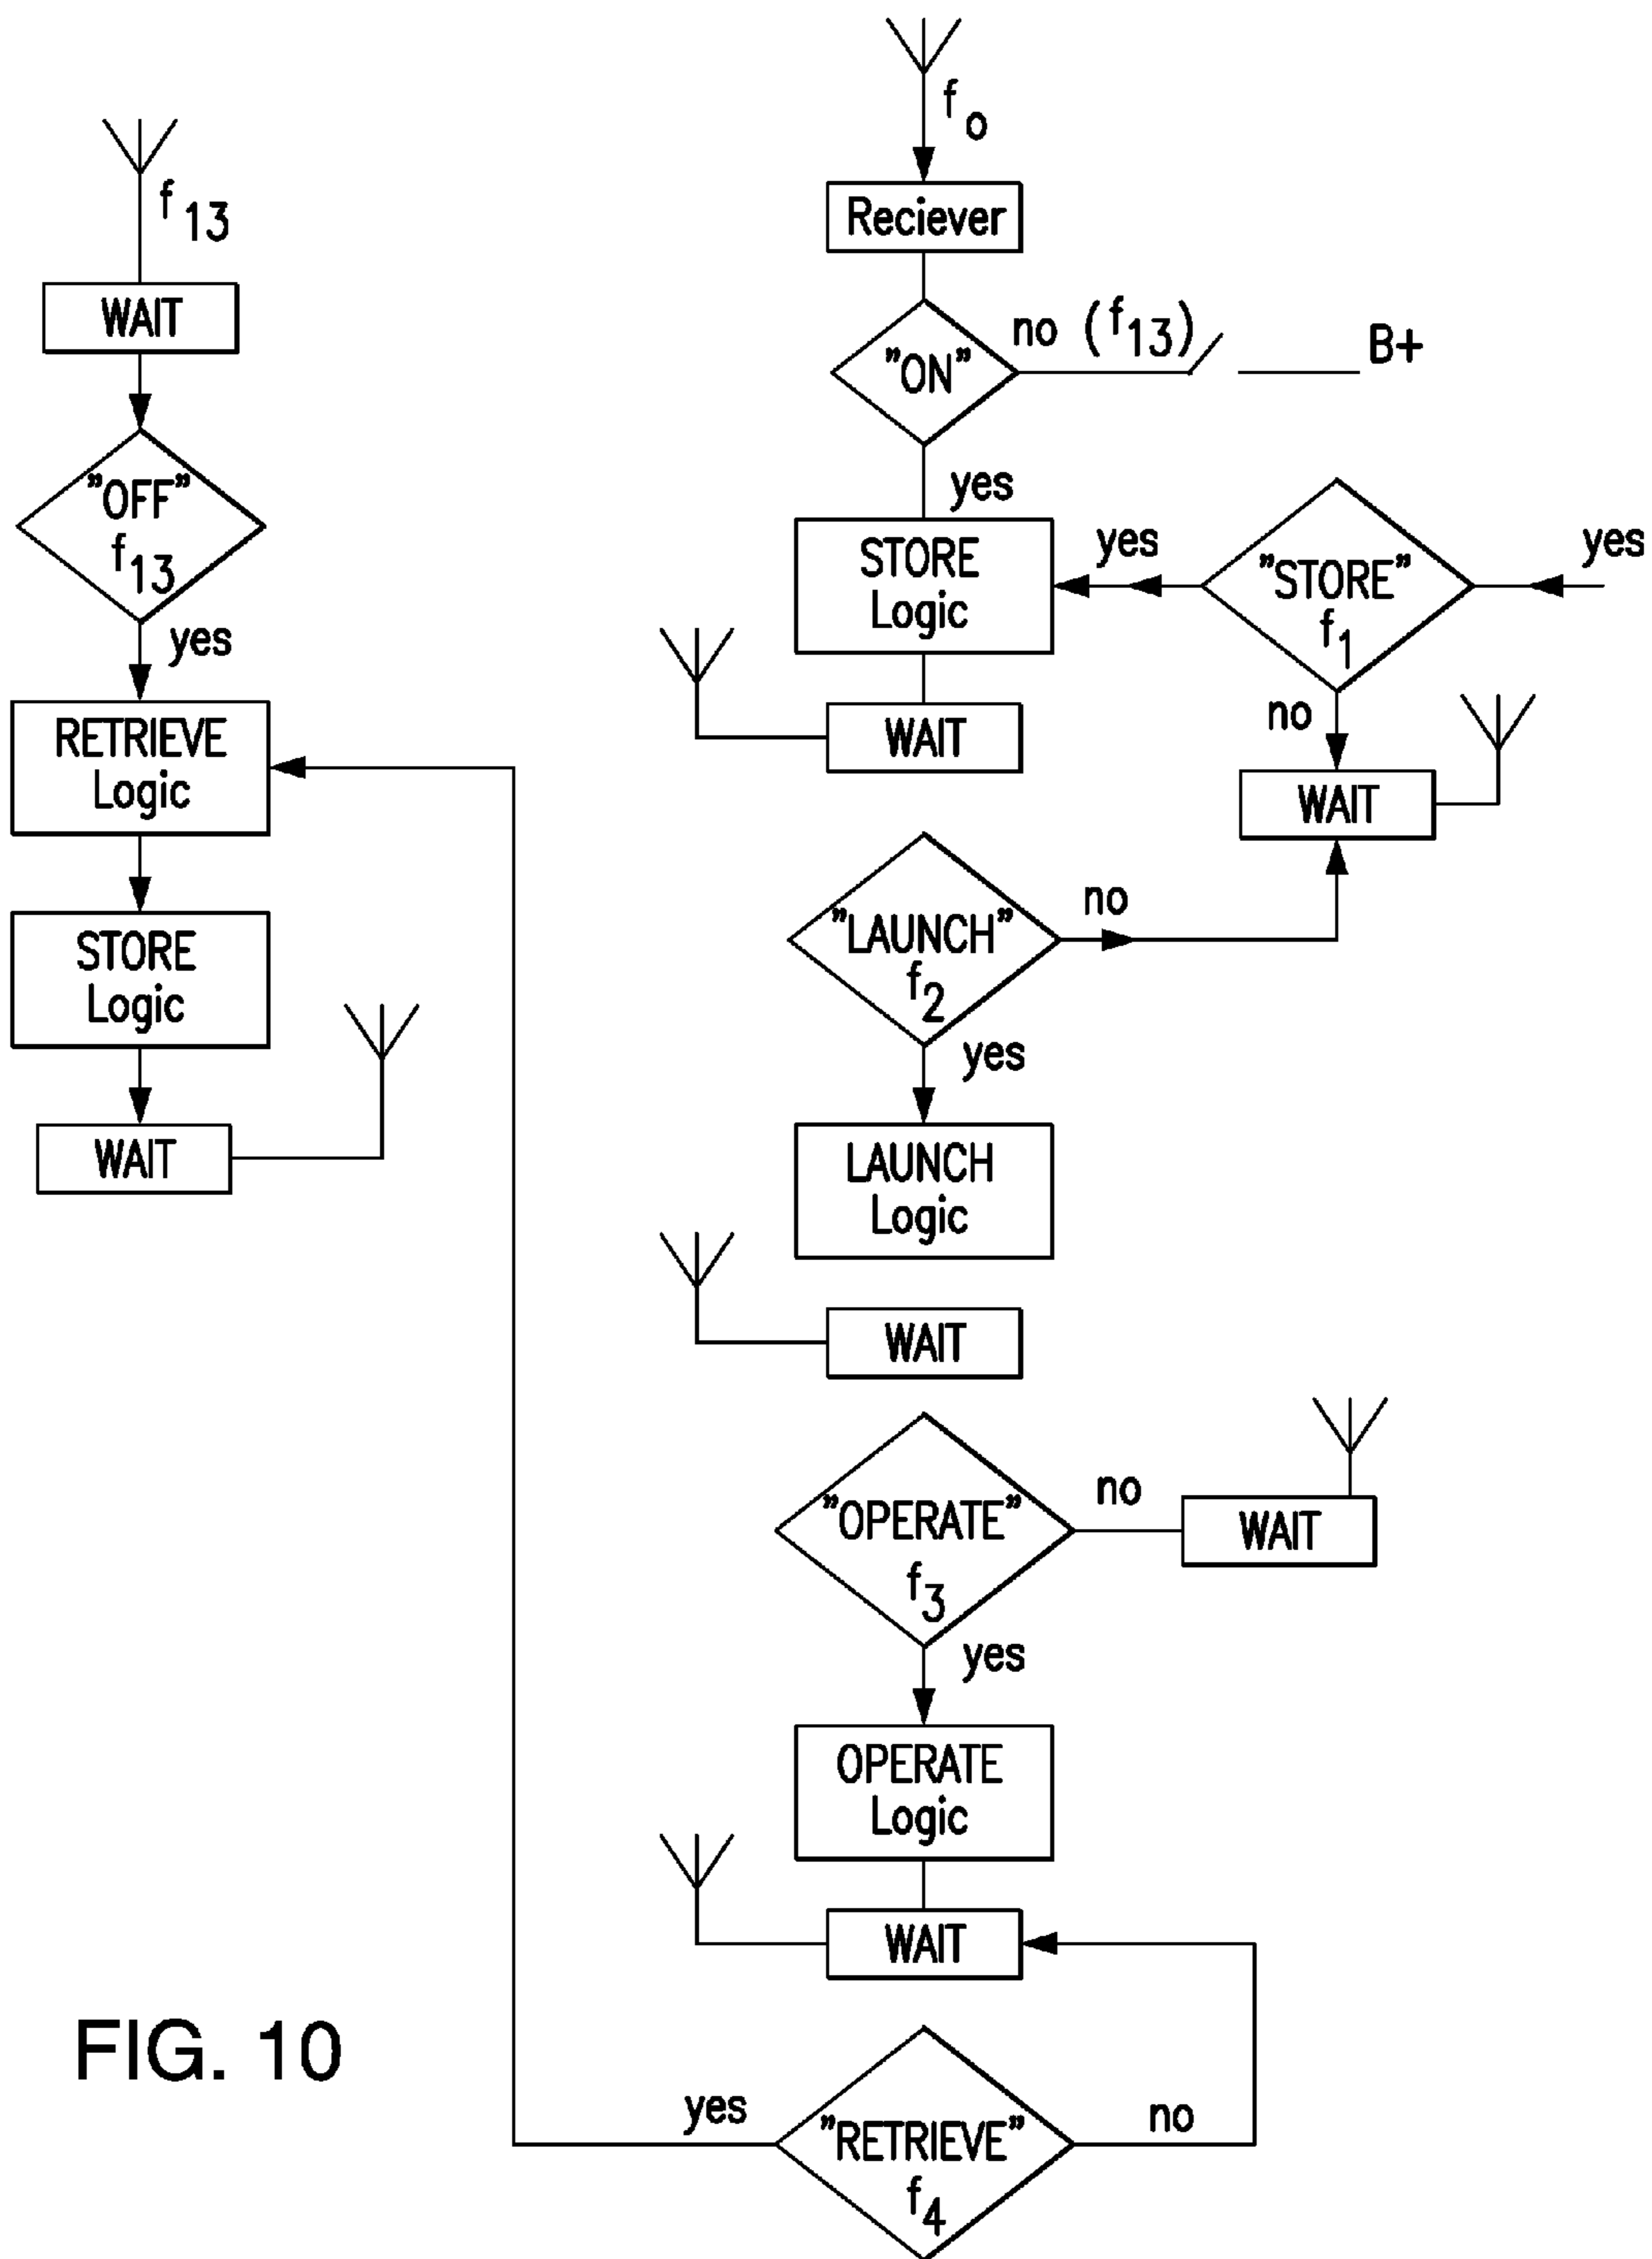 f13
WAIT
"OFF"
f13
yes
RETRIEVE
Logic
STORE
Logic
WAIT
fo
Reciever
"ON"
no (f13)
B+
yes
STORE
Logic
yes
"STORE"
f1
yes
no
WAIT
WAIT
"LAUNCH"
f2
no
yes
LAUNCH
Logic
WAIT
"OPERATE"
f3
no
WAIT
yes
OPERATE
Logic
WAIT
yes
"RETRIEVE"
f4
no
FIG. 10